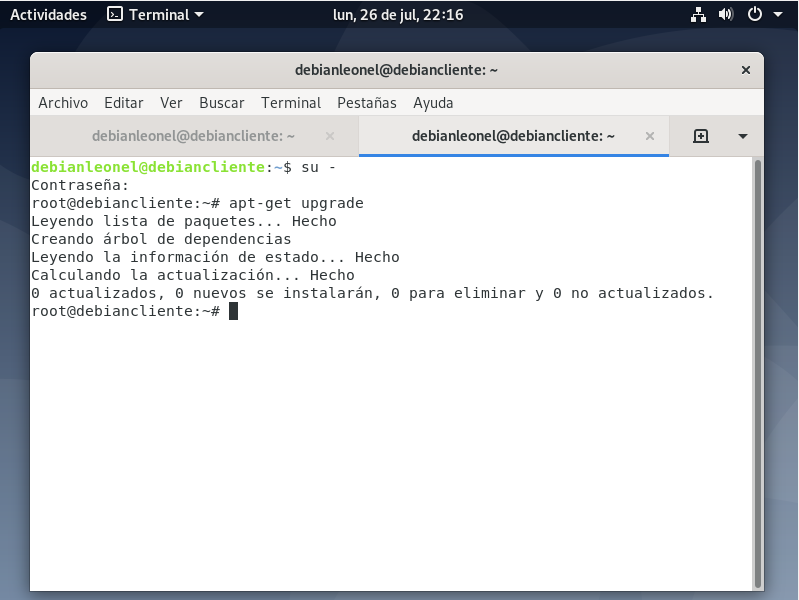 Actividades Terminal lun, 26 de jul, 22:16
debianleonel@debiancliente: ~
Archivo Editar Ver Buscar Terminal Pestañas Ayuda
debianleonel@debiancliente: ~ debianleonel@debiancliente: ~
debianleonel@debiancliente:~$ su -
Contraseña:
root@debiancliente:~# apt-get upgrade
Leyendo lista de paquetes... Hecho
Creando árbol de dependencias
Leyendo la información de estado... Hecho
Calculando la actualización... Hecho
0 actualizados, 0 nuevos se instalarán, 0 para eliminar y 0 no actualizados.
root@debiancliente:~#